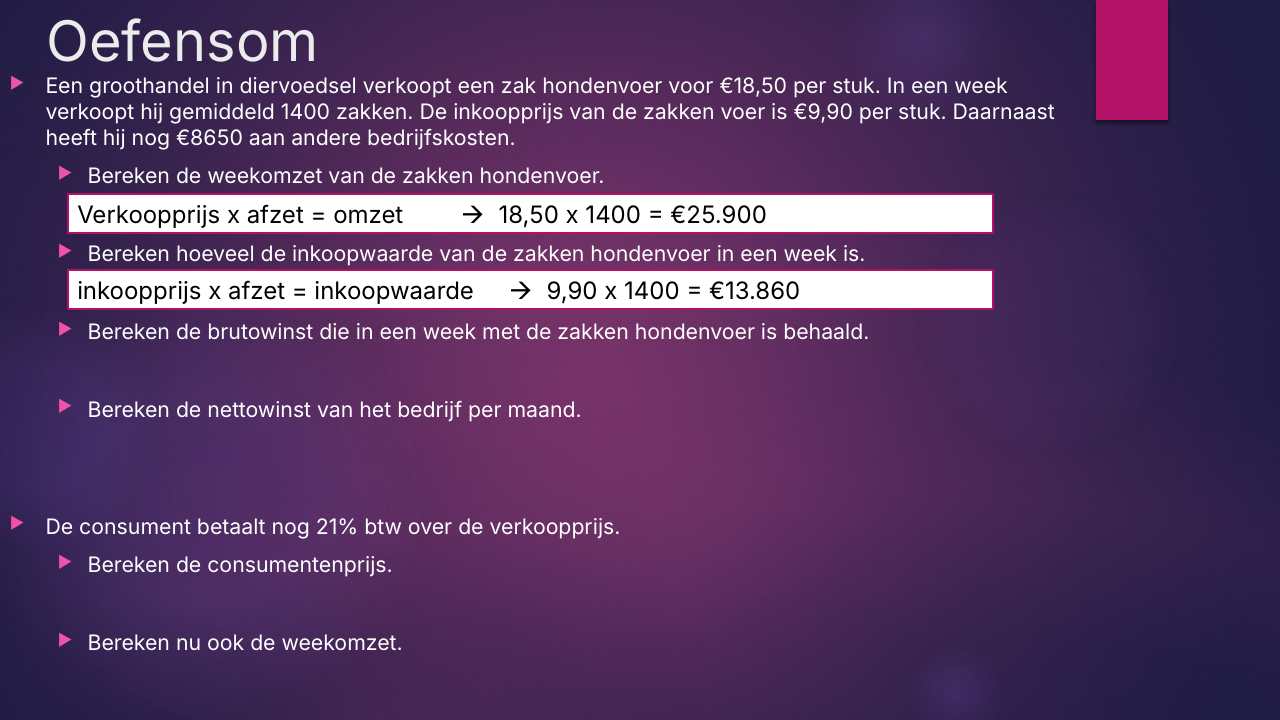 Oefensom
Een groothandel in diervoedsel verkoopt een zak hondenvoer voor €18,50 per stuk. In een week
verkoopt hij gemiddeld 1400 zakken. De inkoopprijs van de zakken voer is €9,90 per stuk. Daarnaast
heeft hij nog €8650 aan andere bedrijfskosten.
Bereken de weekomzet van de zakken hondenvoer.
Verkoopprijs x afzet = omzet → 18,50 x 1400 = €25.900
Bereken hoeveel de inkoopwaarde van de zakken hondenvoer in een week is.
inkoopprijs x afzet = inkoopwaarde → 9,90 x 1400 = €13.860
Bereken de brutowinst die in een week met de zakken hondenvoer is behaald.
Bereken de nettowinst van het bedrijf per maand.
De consument betaalt nog 21% btw over de verkoopprijs.
Bereken de consumentenprijs.
Bereken nu ook de weekomzet.